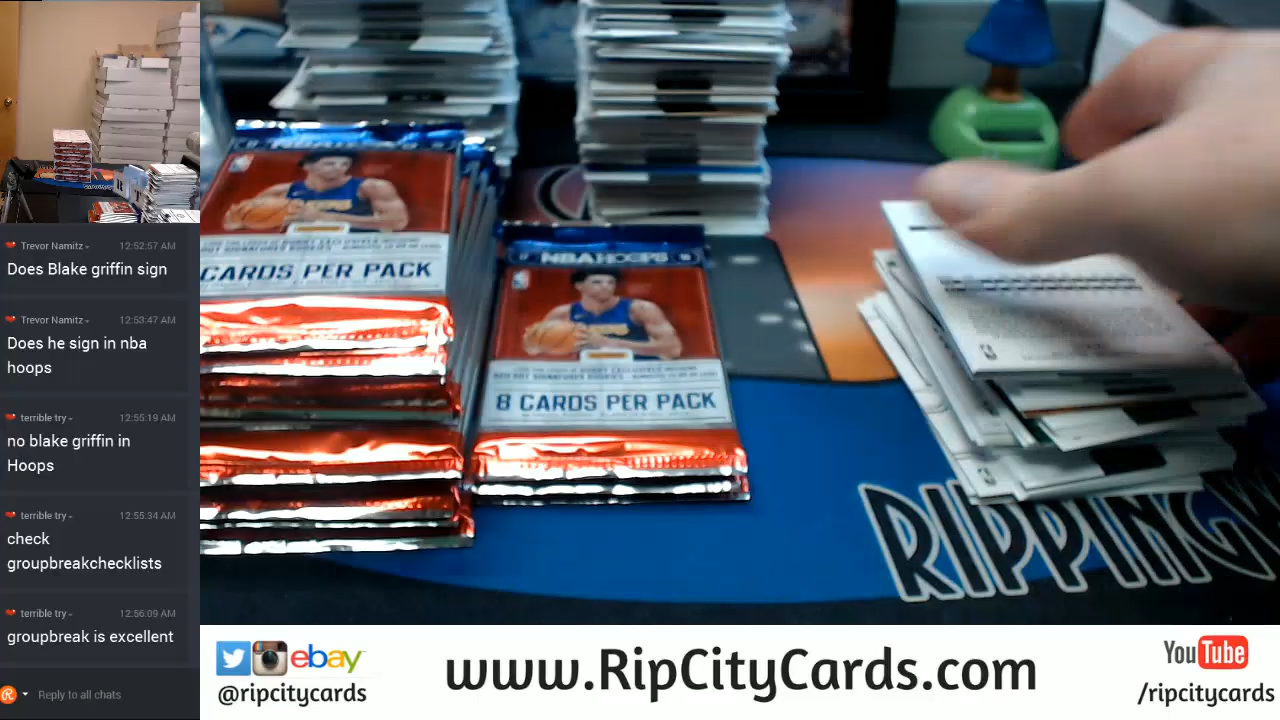 Trevor Namitz 12:52:57 AM
Does Blake griffin sign
Trevor Namitz 12:53:47 AM
Does he sign in nba
hoops
terrible try 12:55:19 AM
no blake griffin in
Hoops
terrible try 12:55:34 AM
check
groupbreakchecklists
terrible try 12:56:09 AM
groupbreak is excellent
Reply to all chats
CARDS PER PACK
NBA HOOPS
8 CARDS PER PACK
RIPPING
ebay
@ripcitycards
www.RipCityCards.com
YouTube
/ripcitycards